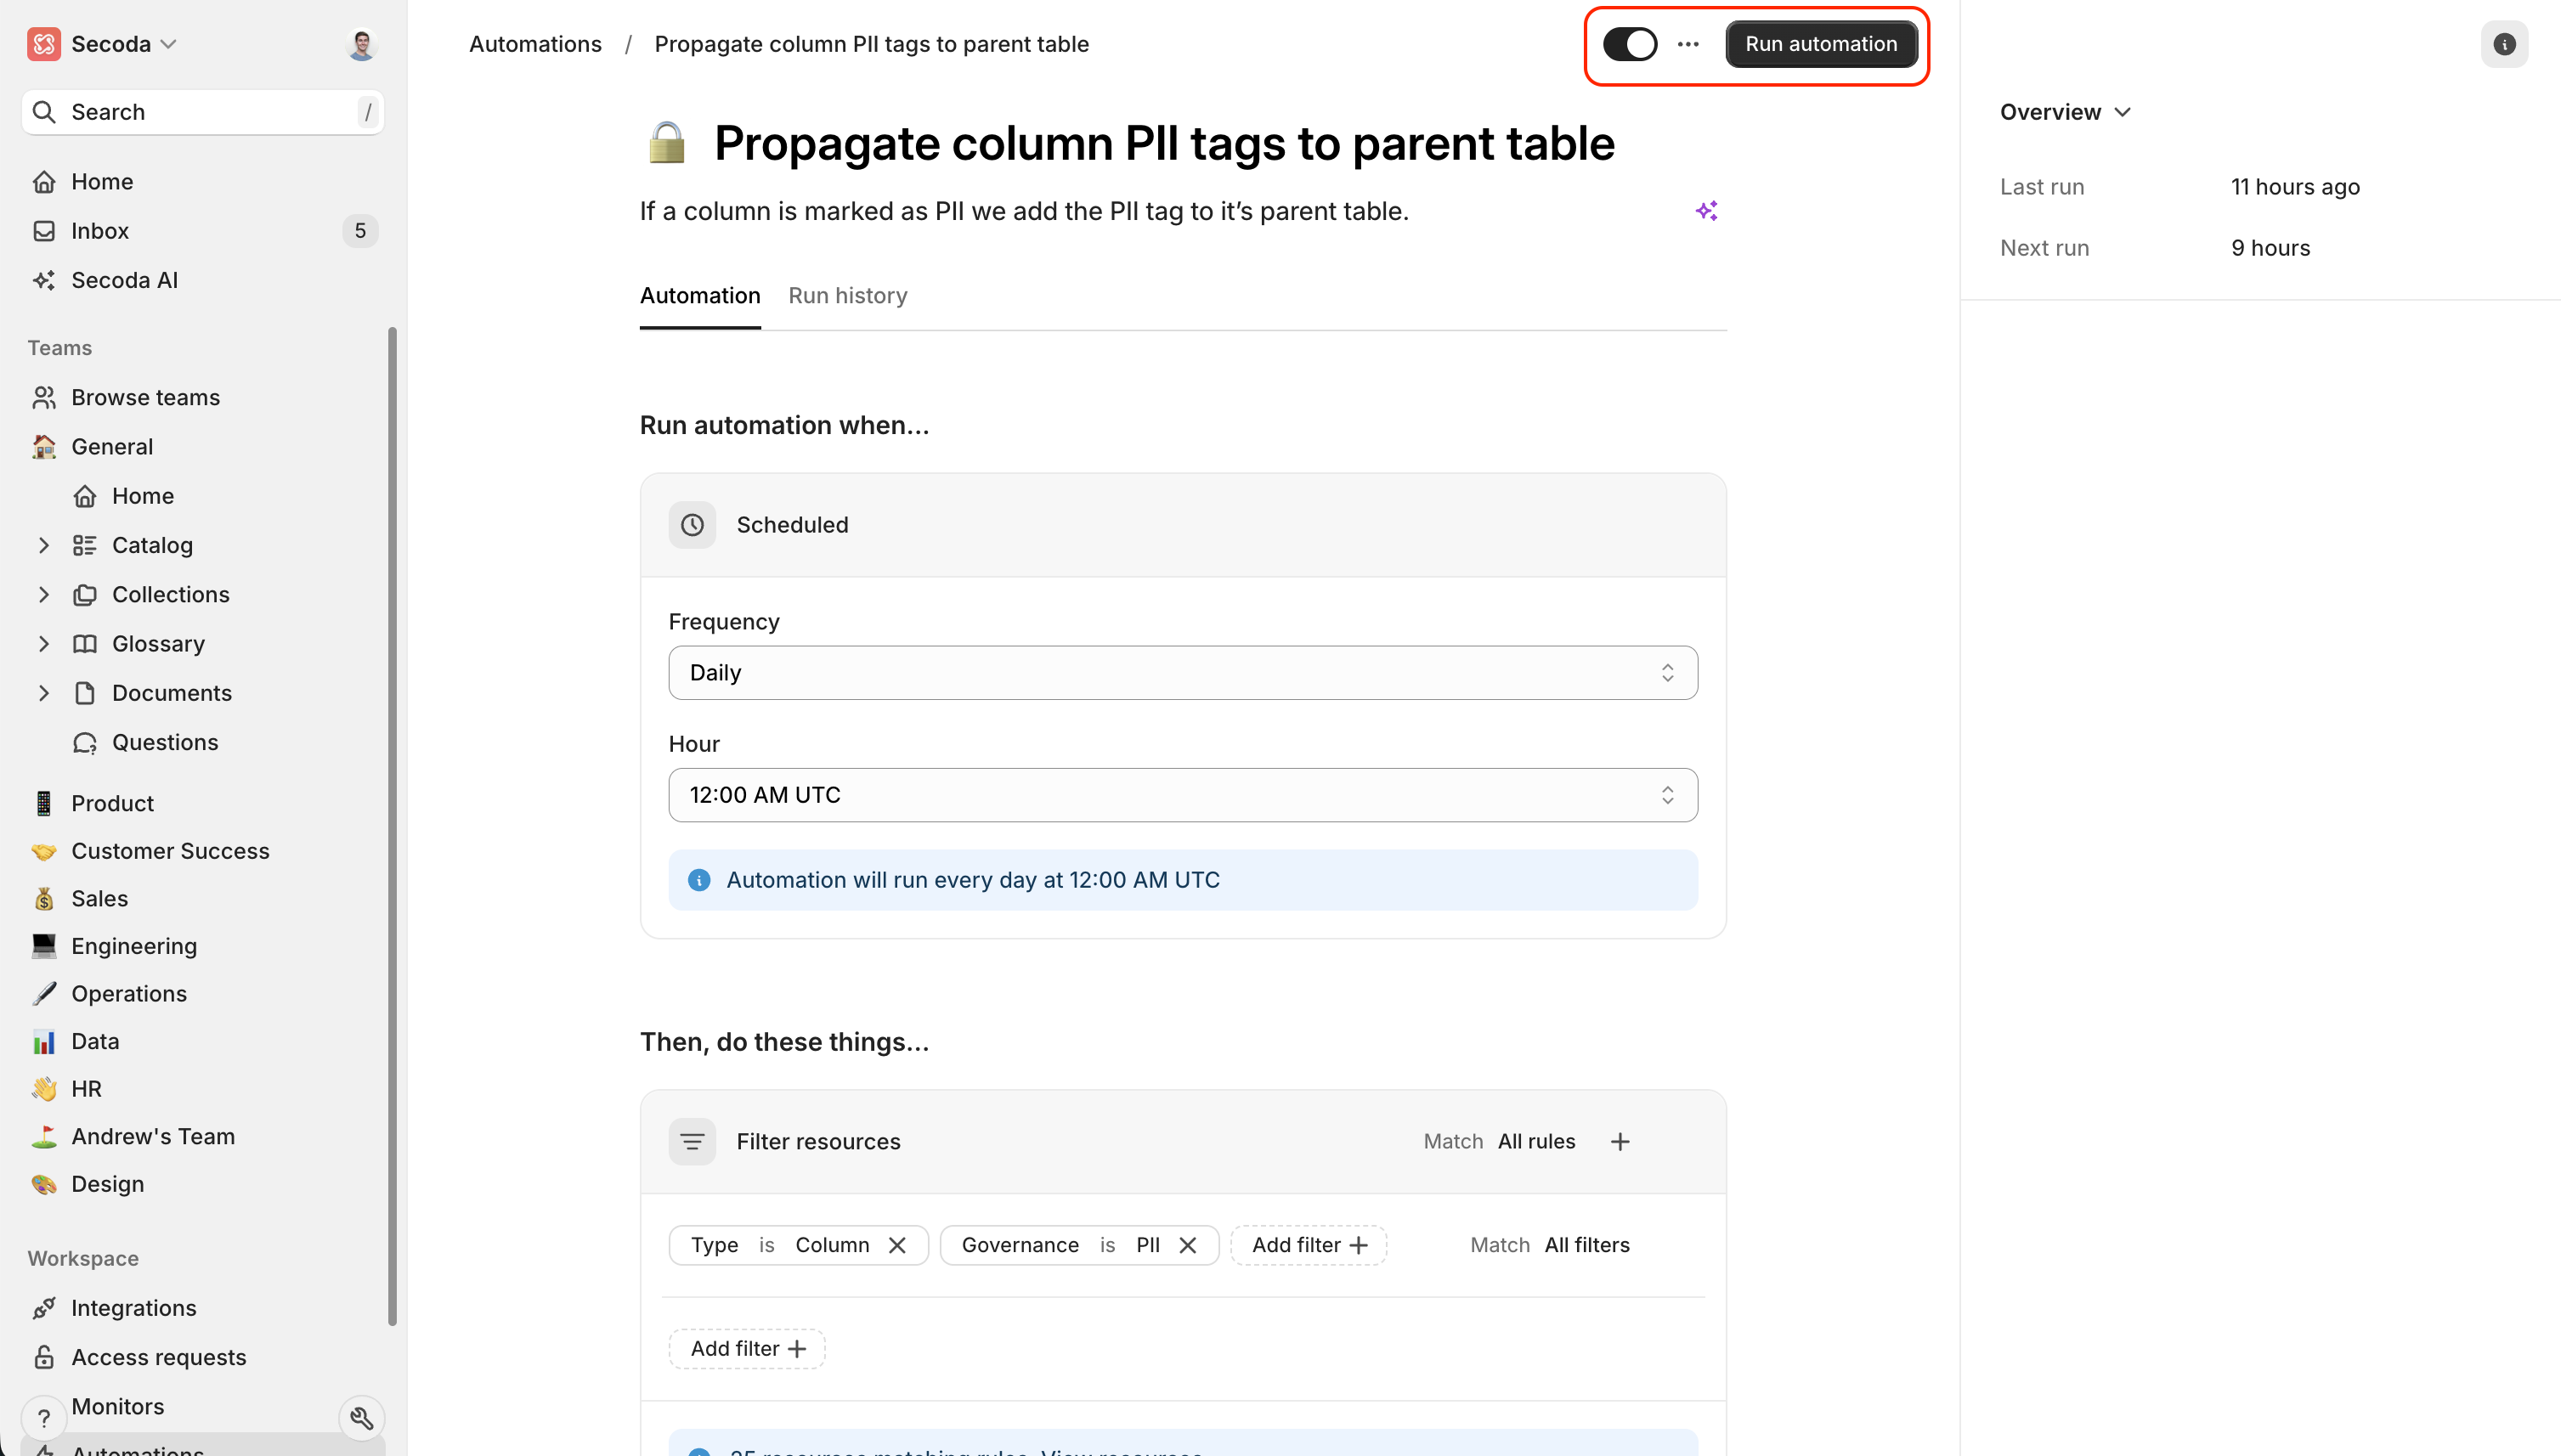 Secoda
Search /
Home
Inbox 5
Secoda AI
Teams
Browse teams
General
Home
Catalog
Collections
Glossary
Documents
Questions
Product
Customer Success
Sales
Engineering
Operations
Data
HR
Andrew's Team
Design
Workspace
Integrations
Access requests
Monitors
?
Automations
Automations / Propagate column PII tags to parent table
Run automation
Propagate column PII tags to parent table
If a column is marked as PII we add the PII tag to it’s parent table.
Automation Run history
Run automation when...
Scheduled
Frequency
Daily
Hour
12:00 AM UTC
Automation will run every day at 12:00 AM UTC
Then, do these things...
Filter resources Match All rules
Type is Column Governance is PII Add filter Match All filters
Add filter
resources matching rules. View resources
Overview
Last run 11 hours ago
Next run 9 hours